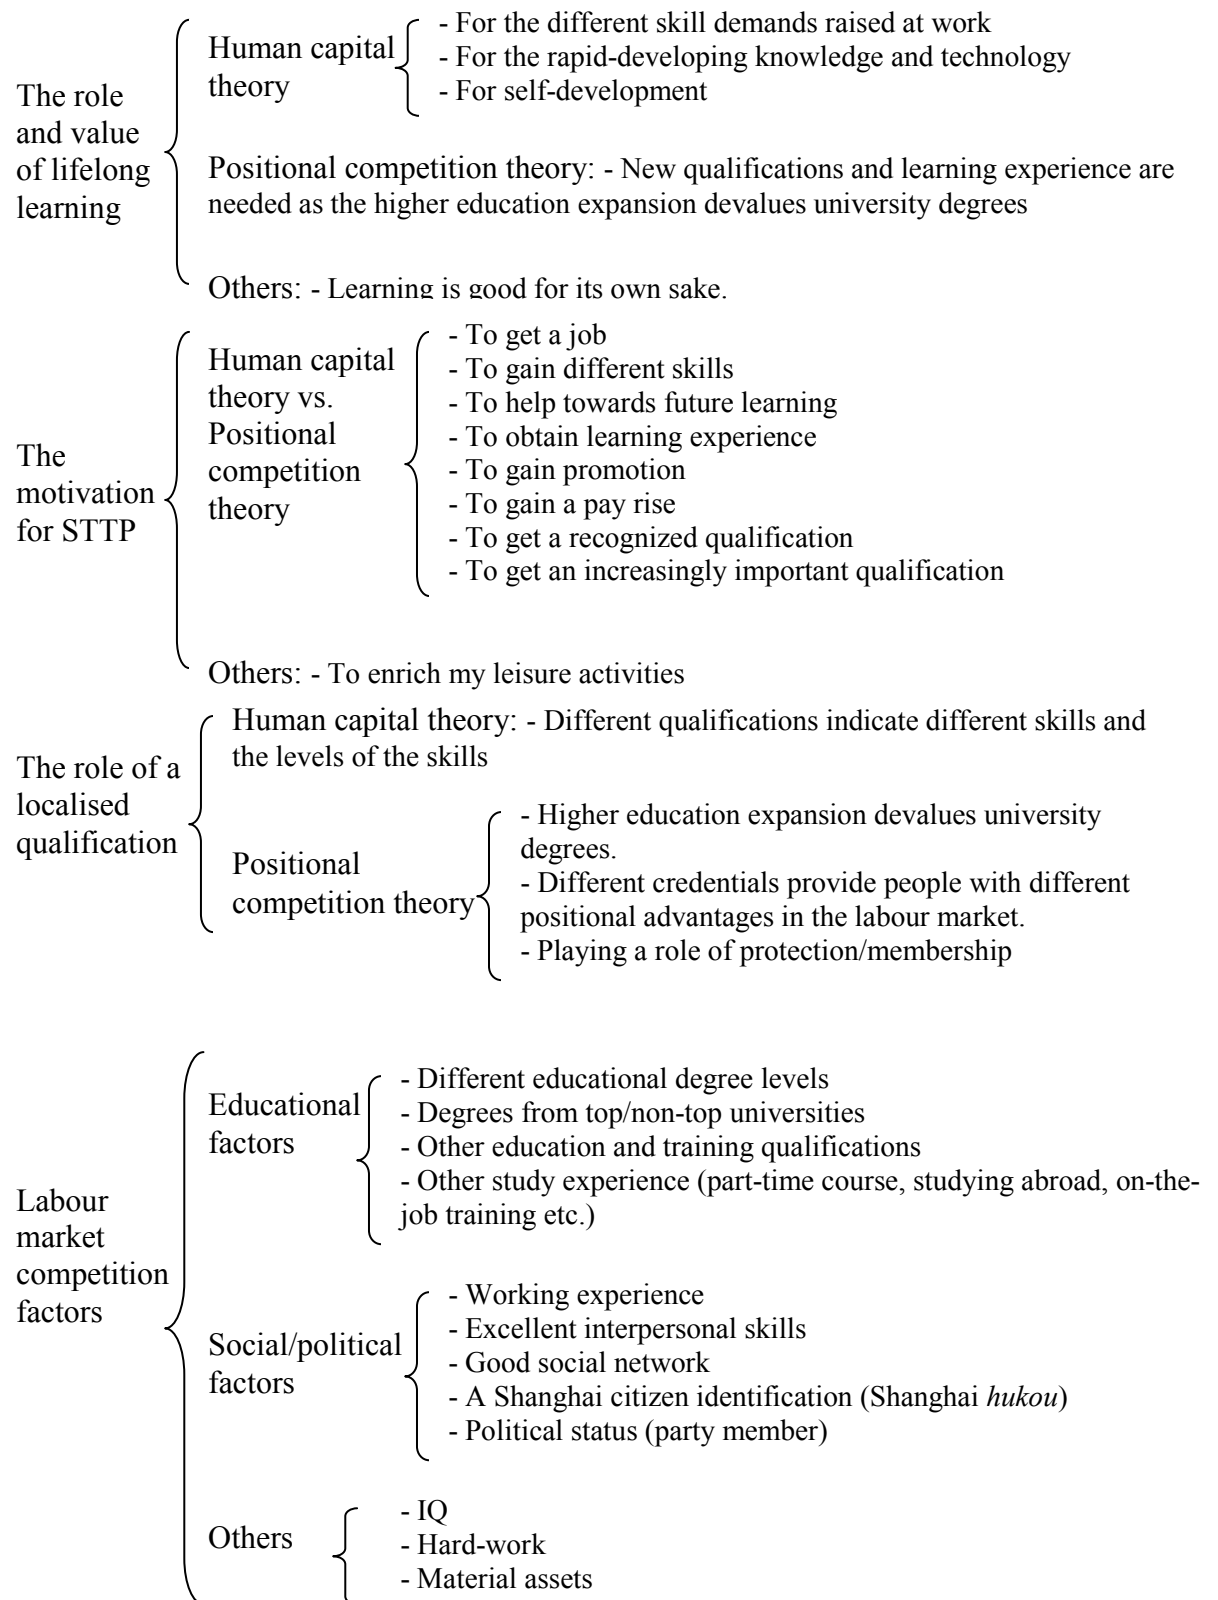 The role
and value
of lifelong
learning
Human capital
theory
- For the different skill demands raised at work
- For the rapid-developing knowledge and technology
- For self-development
Positional competition theory: - New qualifications and learning experience are
needed as the higher education expansion devalues university degrees
Others: - Learning is good for its own sake.
The
motivation
for STTP
Human capital
theory vs.
Positional
competition
theory
- To get a job
- To gain different skills
- To help towards future learning
- To obtain learning experience
- To gain promotion
- To gain a pay rise
- To get a recognized qualification
- To get an increasingly important qualification
Others: - To enrich my leisure activities
The role of a
localised
qualification
Human capital theory: - Different qualifications indicate different skills and
the levels of the skills
Positional
competition theory
- Higher education expansion devalues university
degrees.
- Different credentials provide people with different
positional advantages in the labour market.
- Playing a role of protection/membership
Labour
market
competition
factors
Educational
factors
- Different educational degree levels
- Degrees from top/non-top universities
- Other education and training qualifications
- Other study experience (part-time course, studying abroad, on-the-
job training etc.)
Social/political
factors
- Working experience
- Excellent interpersonal skills
- Good social network
- A Shanghai citizen identification (Shanghai hukou)
- Political status (party member)
Others
- IQ
- Hard-work
- Material assets